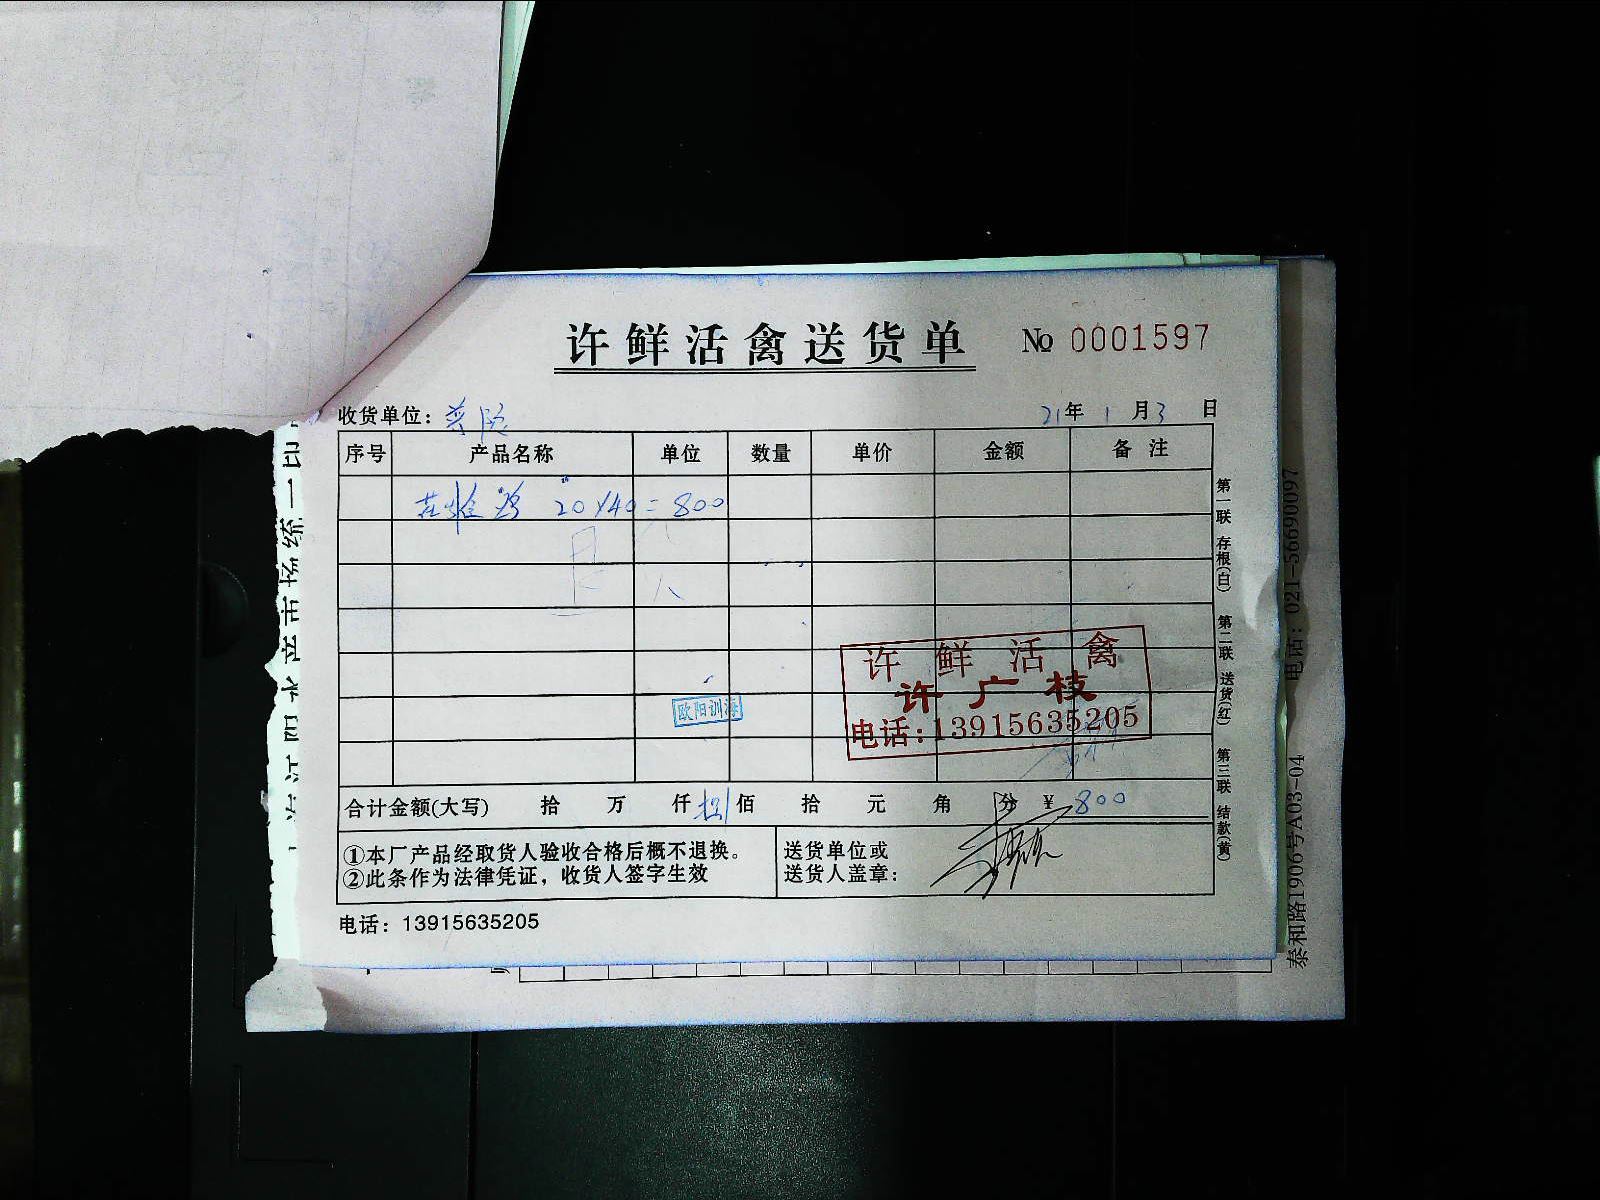 许鲜活禽送货单 No 0001597
收货单位： 21年 1月3日
序号 产品名称 单位 数量 单价 金额 备注
20×40=800
欧阳训海
许鲜活禽
许广枝
电话:13915635205
合计金额(大写) 拾 万 仟捌佰 拾 元 角 分 ¥ 800
①本厂产品经取货人验收合格后概不退换。
②此条作为法律凭证，收货人签字生效
送货单位或
送货人盖章:
电话：13915635205
第一联 存根(白) 第二联 送货(红) 第三联 结款(黄)
泰和路1906号A03-04 电话：021-56690097
市场统一